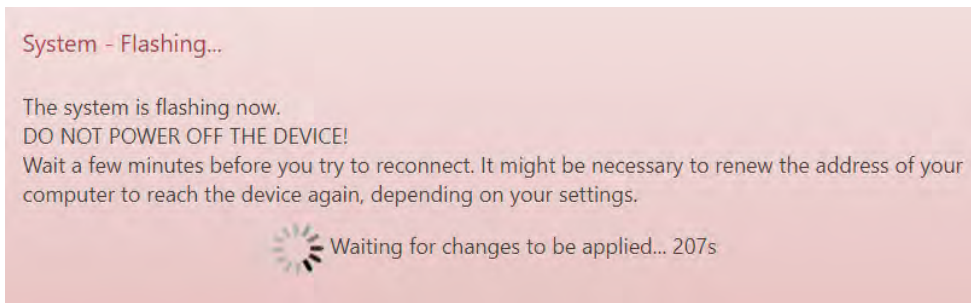 System - Flashing...
The system is flashing now.
DO NOT POWER OFF THE DEVICE!
Wait a few minutes before you try to reconnect. It might be necessary to renew the address of your
computer to reach the device again, depending on your settings.
Waiting for changes to be applied... 207s